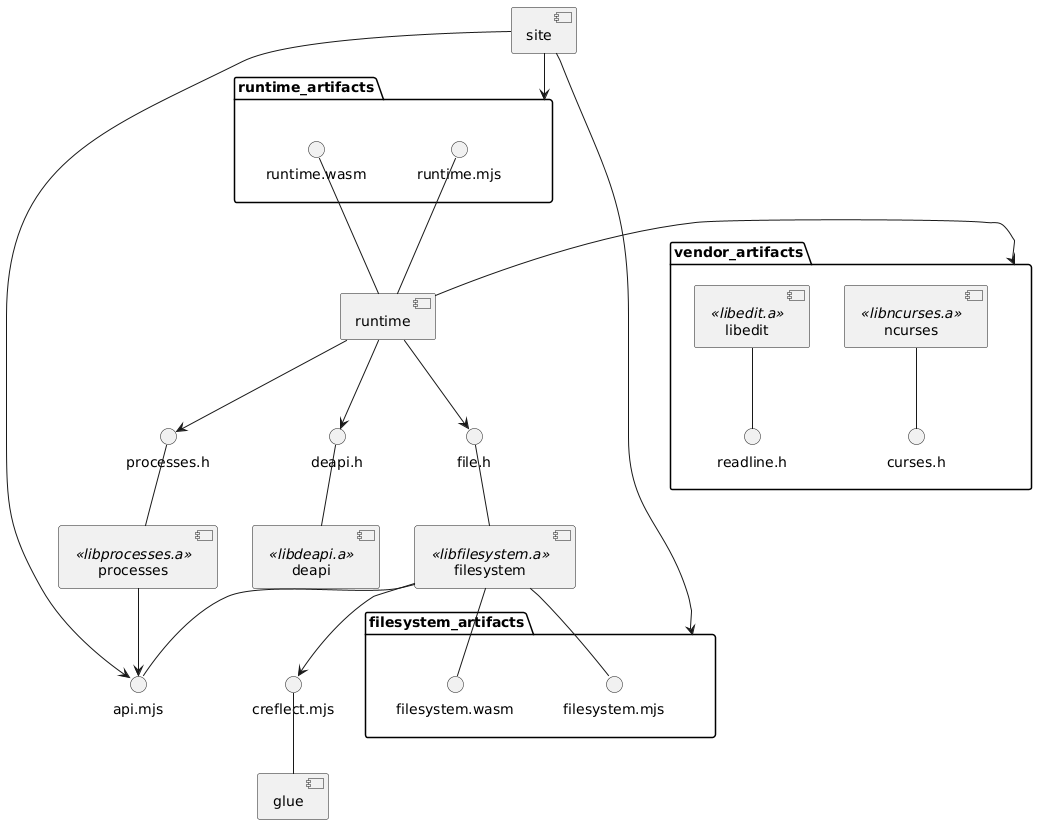 site
runtime_artifacts
runtime.wasm
runtime.mjs
vendor_artifacts
«libedit.a»
libedit
«libncurses.a»
ncurses
runtime
readline.h
curses.h
processes.h
deapi.h
file.h
«libprocesses.a»
processes
«libdeapi.a»
deapi
«libfilesystem.a»
filesystem
filesystem_artifacts
api.mjs
creflect.mjs
filesystem.wasm
filesystem.mjs
glue